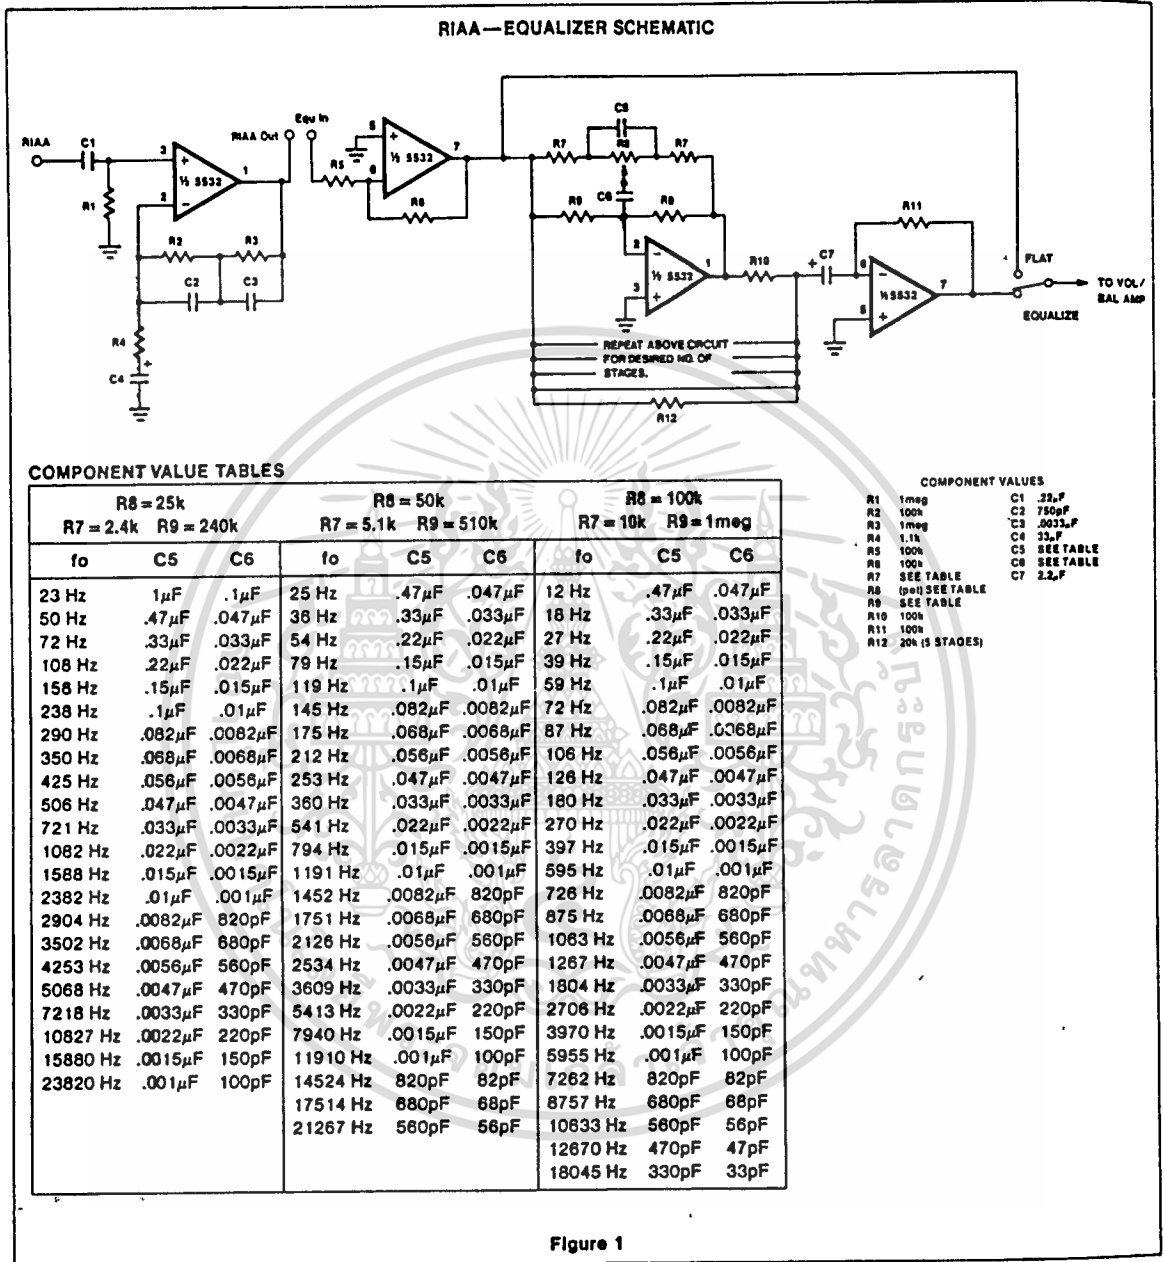 RIAA—EQUALIZER SCHEMATIC
RIAA
C1
R1
3
+
2
−
½ 5532
1
R2
R3
C2
C3
R4
+
C4
RIAA Out
Equ In
R5
5
+
6
−
½ 5532
7
R6
C5
R7
R8
R7
C6
R9
R9
2
−
3
+
½ 5532
1
R10
+
C7
R11
6
−
5
+
½ 5532
7
FLAT
EQUALIZE
TO VOL/
BAL AMP
REPEAT ABOVE CIRCUIT
FOR DESIRED NO. OF
STAGES.
R12
COMPONENT VALUE TABLES
R8 = 25k R8 = 50k R8 = 100k
R7 = 2.4k R9 = 240k R7 = 5.1k R9 = 510k R7 = 10k R9 = 1meg
fo C5 C6 fo C5 C6 fo C5 C6
23 Hz 1µF .1µF 25 Hz .47µF .047µF 12 Hz .47µF .047µF
50 Hz .47µF .047µF 36 Hz .33µF .033µF 18 Hz .33µF .033µF
72 Hz .33µF .033µF 54 Hz .22µF .022µF 27 Hz .22µF .022µF
108 Hz .22µF .022µF 79 Hz .15µF .015µF 39 Hz .15µF .015µF
158 Hz .15µF .015µF 119 Hz .1µF .01µF 59 Hz .1µF .01µF
238 Hz .1µF .01µF 145 Hz .082µF .0082µF 72 Hz .082µF .0082µF
290 Hz .082µF .0082µF 175 Hz .068µF .0068µF 87 Hz .068µF .0068µF
350 Hz .068µF .0068µF 212 Hz .056µF .0056µF 106 Hz .056µF .0056µF
425 Hz .056µF .0056µF 253 Hz .047µF .0047µF 126 Hz .047µF .0047µF
506 Hz .047µF .0047µF 360 Hz .033µF .0033µF 180 Hz .033µF .0033µF
721 Hz .033µF .0033µF 541 Hz .022µF .0022µF 270 Hz .022µF .0022µF
1082 Hz .022µF .0022µF 794 Hz .015µF .0015µF 397 Hz .015µF .0015µF
1588 Hz .015µF .0015µF 1191 Hz .01µF .001µF 595 Hz .01µF .001µF
2382 Hz .01µF .001µF 1452 Hz .0082µF 820pF 726 Hz .0082µF 820pF
2904 Hz .0082µF 820pF 1751 Hz .0068µF 680pF 875 Hz .0068µF 680pF
3502 Hz .0068µF 680pF 2126 Hz .0056µF 560pF 1063 Hz .0056µF 560pF
4253 Hz .0056µF 560pF 2534 Hz .0047µF 470pF 1267 Hz .0047µF 470pF
5068 Hz .0047µF 470pF 3609 Hz .0033µF 330pF 1804 Hz .0033µF 330pF
7218 Hz .0033µF 330pF 5413 Hz .0022µF 220pF 2706 Hz .0022µF 220pF
10827 Hz .0022µF 220pF 7940 Hz .0015µF 150pF 3970 Hz .0015µF 150pF
15880 Hz .0015µF 150pF 11910 Hz .001µF 100pF 5955 Hz .001µF 100pF
23820 Hz .001µF 100pF 14524 Hz 820pF 82pF 7262 Hz 820pF 82pF
17514 Hz 680pF 68pF 8757 Hz 680pF 68pF
21267 Hz 560pF 56pF 10633 Hz 560pF 56pF
12670 Hz 470pF 47pF
18045 Hz 330pF 33pF
COMPONENT VALUES
R1 1meg C1 .22µF
R2 100k C2 750pF
R3 1meg C3 .0033µF
R4 1.1k C4 33µF
R5 100k C5 SEE TABLE
R6 100k C6 SEE TABLE
R7 SEE TABLE C7 2.2µF
R8 (pot) SEE TABLE
R9 SEE TABLE
R10 100k
R11 100k
R12 20k (5 STAGES)
Figure 1